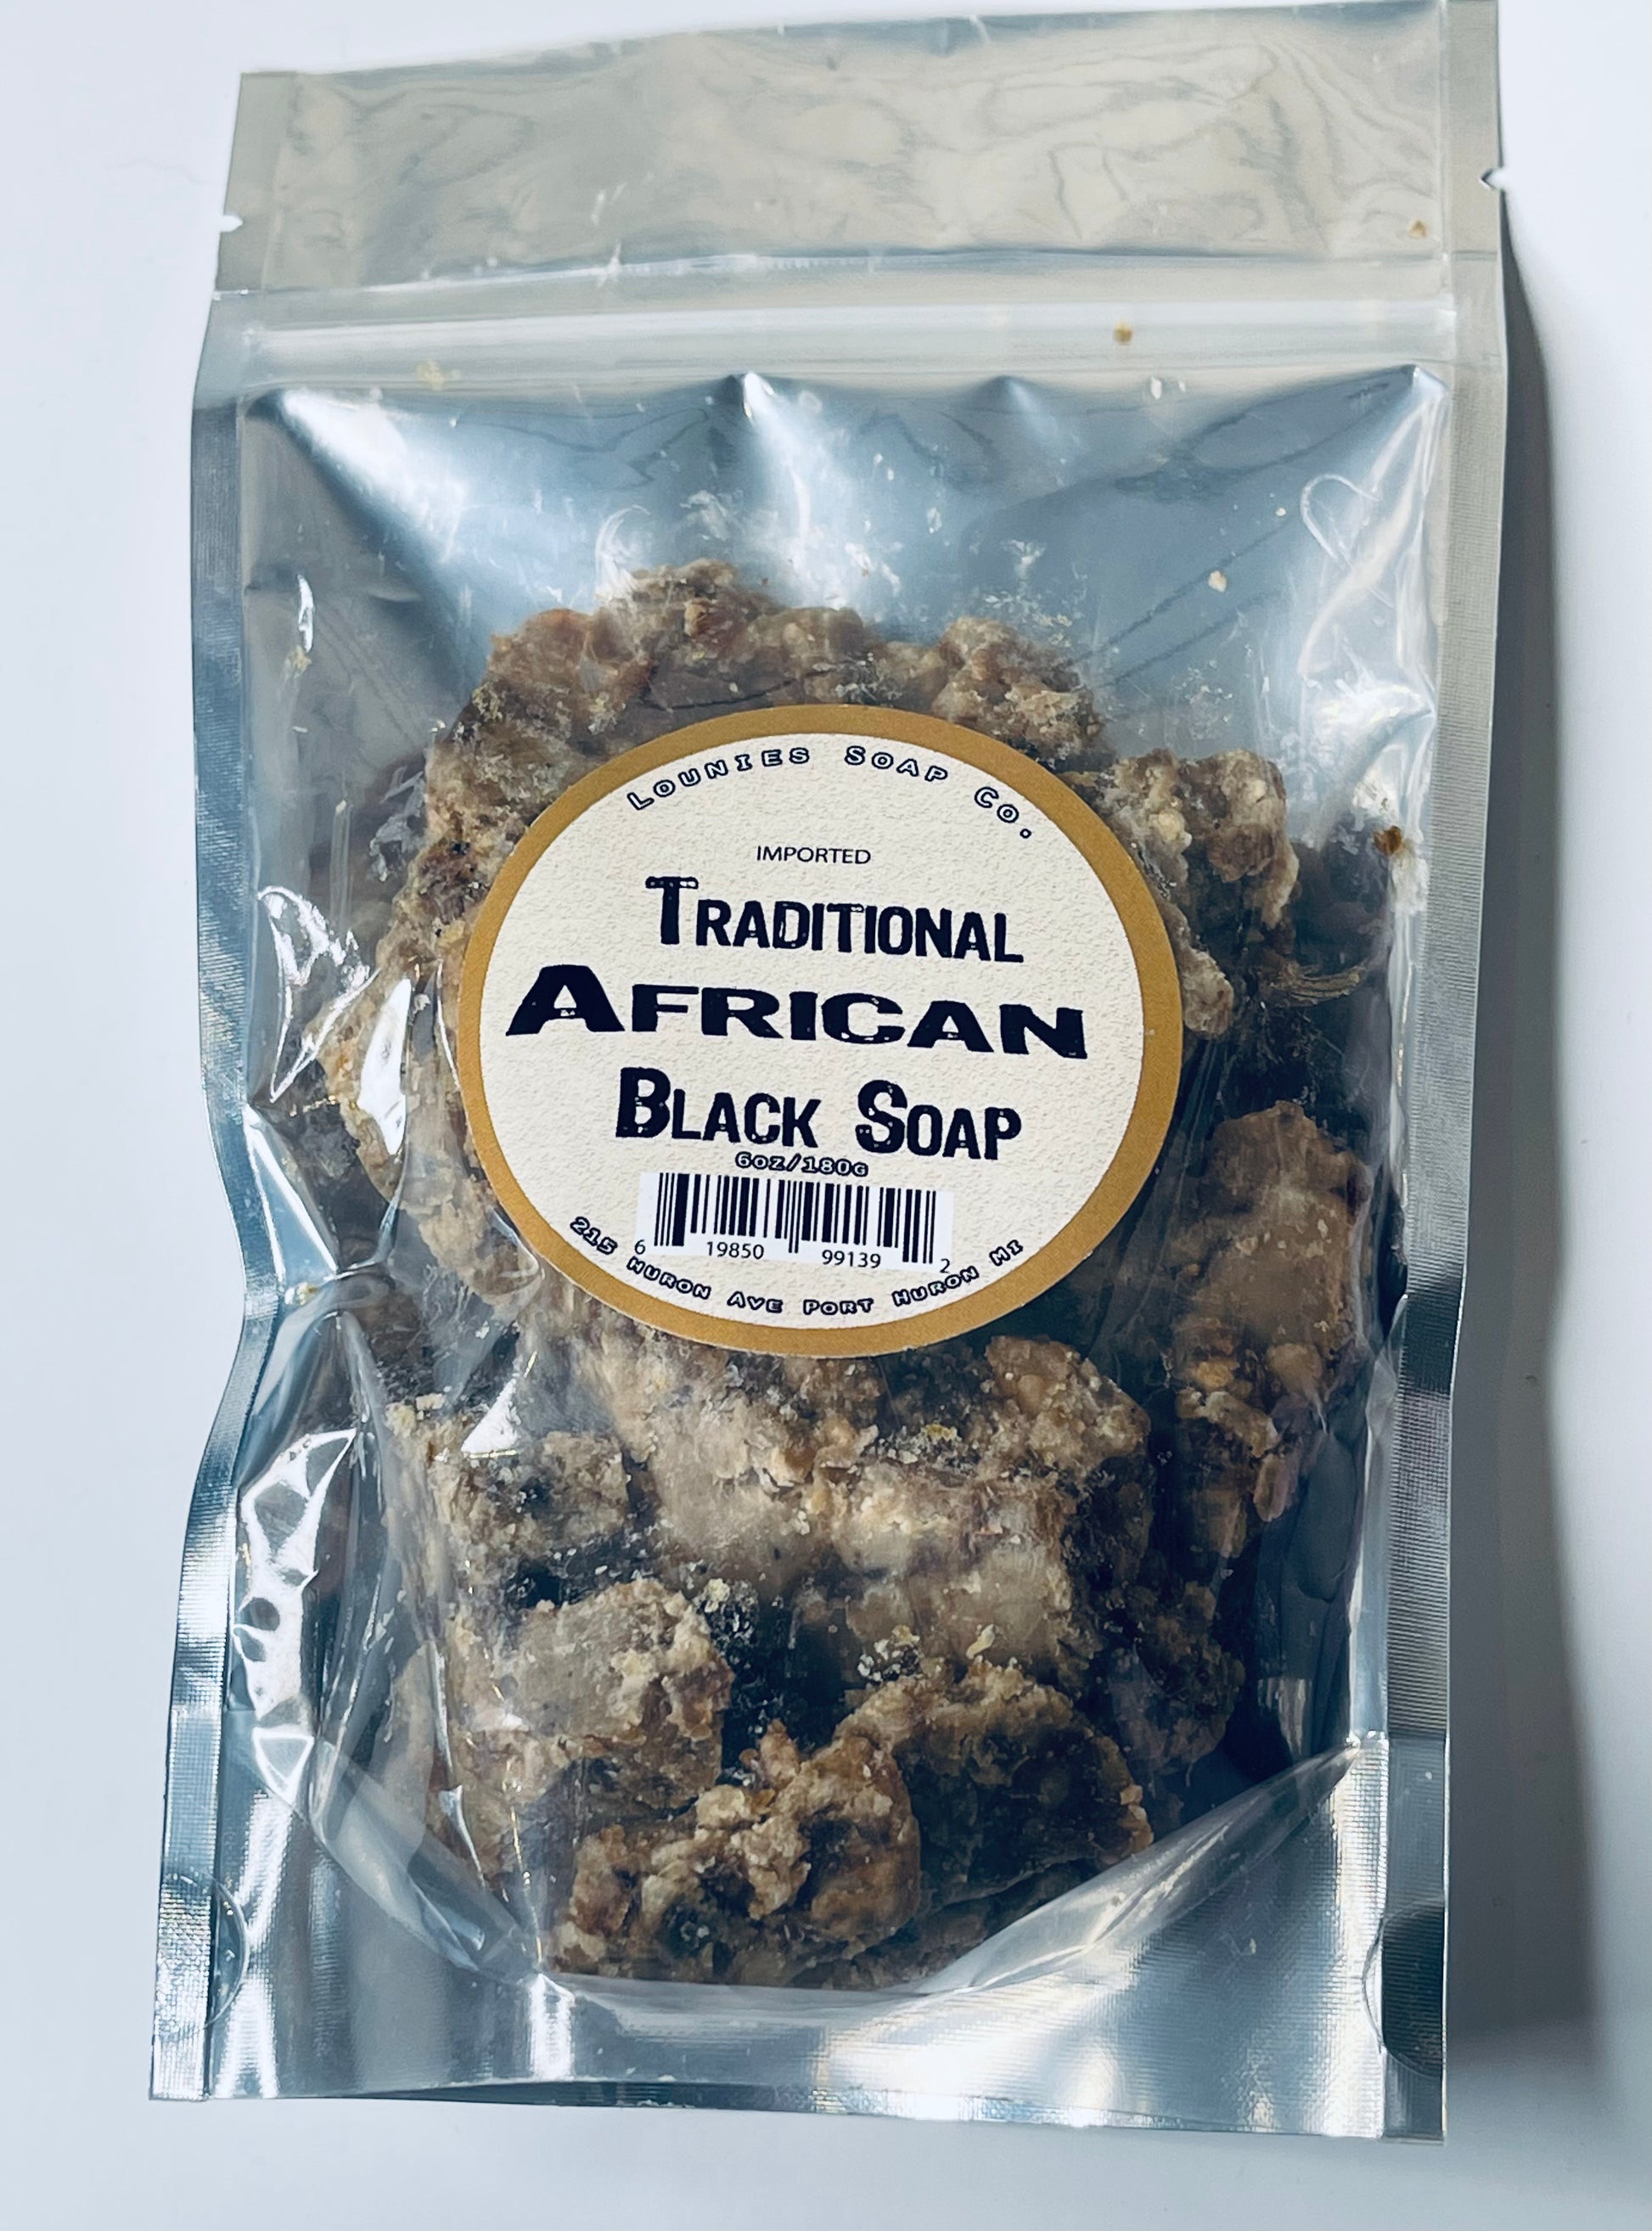 Lounies Soap Co.
IMPORTED
Traditional
African
Black Soap
6oz/180g
6 19850 99139 2
215 Huron Ave Port Huron MI